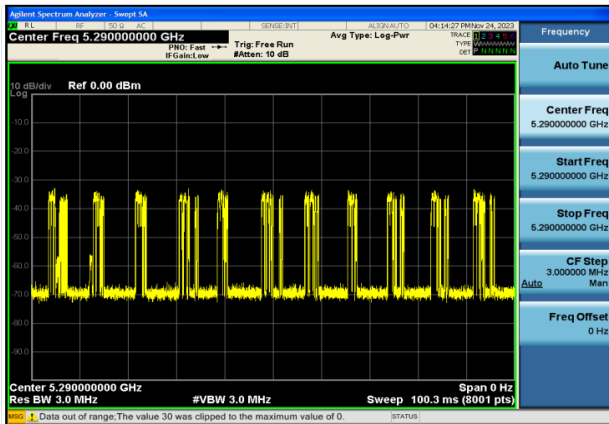 Agilent Spectrum Analyzer - Swept SA
RL RF 50 Ω AC SENSE:INT ALIGN AUTO 04:14:27 PM Nov 24, 2023
Center Freq 5.290000000 GHz
PNO: Fast Trig: Free Run Avg Type: Log-Pwr TRACE 1 2 3 4 5 6
IFGain:Low #Atten: 10 dB TYPE
DET P N N N N N
10 dB/div Ref 0.00 dBm
Log
-10.0
-20.0
-30.0
-40.0
-50.0
-60.0
-70.0
-80.0
-90.0
Center 5.290000000 GHz Span 0 Hz
Res BW 3.0 MHz #VBW 3.0 MHz Sweep 100.3 ms (8001 pts)
MSG Data out of range;The value 30 was clipped to the maximum value of 0. STATUS
Frequency
Auto Tune
Center Freq
5.290000000 GHz
Start Freq
5.290000000 GHz
Stop Freq
5.290000000 GHz
CF Step
3.000000 MHz
Auto Man
Freq Offset
0 Hz